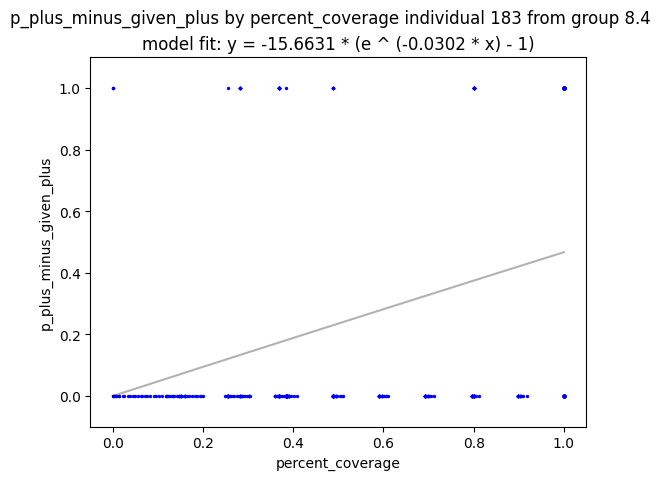 p_plus_minus_given_plus by percent_coverage individual 183 from group 8.4
model fit: y = -15.6631 * (e ^ (-0.0302 * x) - 1)
1.0
0.8
0.6
0.4
0.2
0.0
p_plus_minus_given_plus
0.0 0.2 0.4 0.6 0.8 1.0
percent_coverage